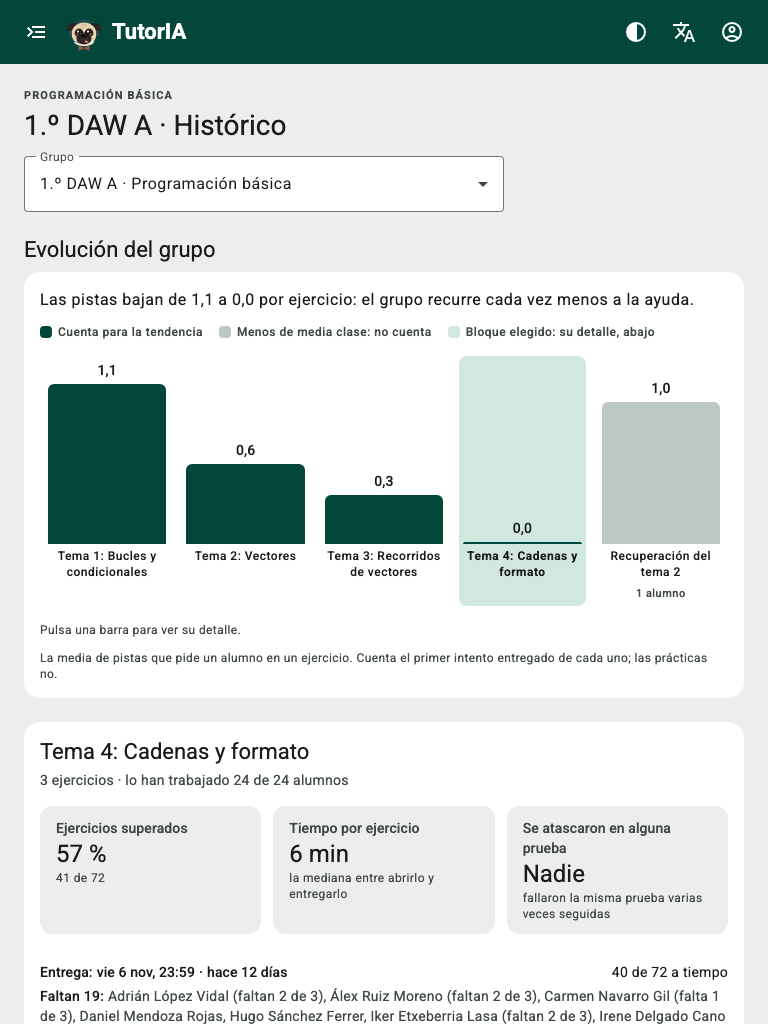 TutorIA
PROGRAMACIÓN BÁSICA
1.º DAW A · Histórico
Grupo
1.º DAW A · Programación básica
Evolución del grupo
Las pistas bajan de 1,1 a 0,0 por ejercicio: el grupo recurre cada vez menos a la ayuda.
Cuenta para la tendencia
Menos de media clase: no cuenta
Bloque elegido: su detalle, abajo
1,1
0,6
0,3
0,0
1,0
Tema 1: Bucles y
condicionales
Tema 2: Vectores
Tema 3: Recorridos
de vectores
Tema 4: Cadenas y
formato
Recuperación del
tema 2
1 alumno
Pulsa una barra para ver su detalle.
La media de pistas que pide un alumno en un ejercicio. Cuenta el primer intento entregado de cada uno; las prácticas
no.
Tema 4: Cadenas y formato
3 ejercicios · lo han trabajado 24 de 24 alumnos
Ejercicios superados
57 %
41 de 72
Tiempo por ejercicio
6 min
la mediana entre abrirlo y
entregarlo
Se atascaron en alguna
prueba
Nadie
fallaron la misma prueba varias
veces seguidas
Entrega: vie 6 nov, 23:59 · hace 12 días
40 de 72 a tiempo
Faltan 19: Adrián López Vidal (faltan 2 de 3), Álex Ruiz Moreno (faltan 2 de 3), Carmen Navarro Gil (falta 1
de 3), Daniel Mendoza Rojas, Hugo Sánchez Ferrer, Iker Etxeberria Lasa (faltan 2 de 3), Irene Delgado Cano